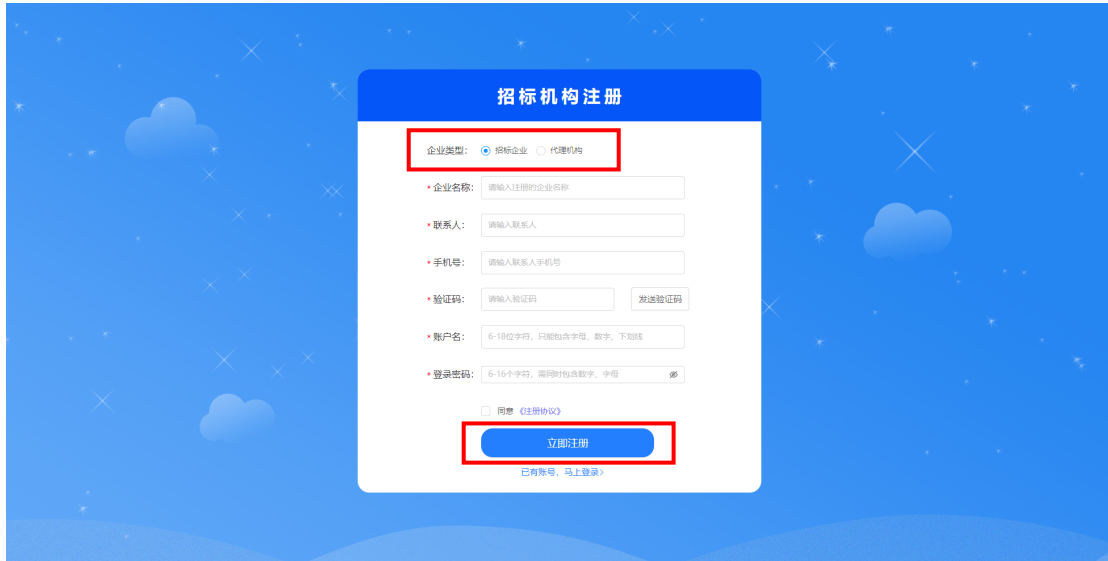 招标机构注册
企业类型： 招标企业 代理机构
*企业名称： 请输入注册的企业名称
*联系人： 请输入联系人
*手机号： 请输入联系人手机号
*验证码： 请输入验证码 发送验证码
*账户名： 6-18位字符，只能包含字母、数字、下划线
*登录密码： 6-16个字符，需同时包含数字、字母
同意《注册协议》
立即注册
已有账号，马上登录>